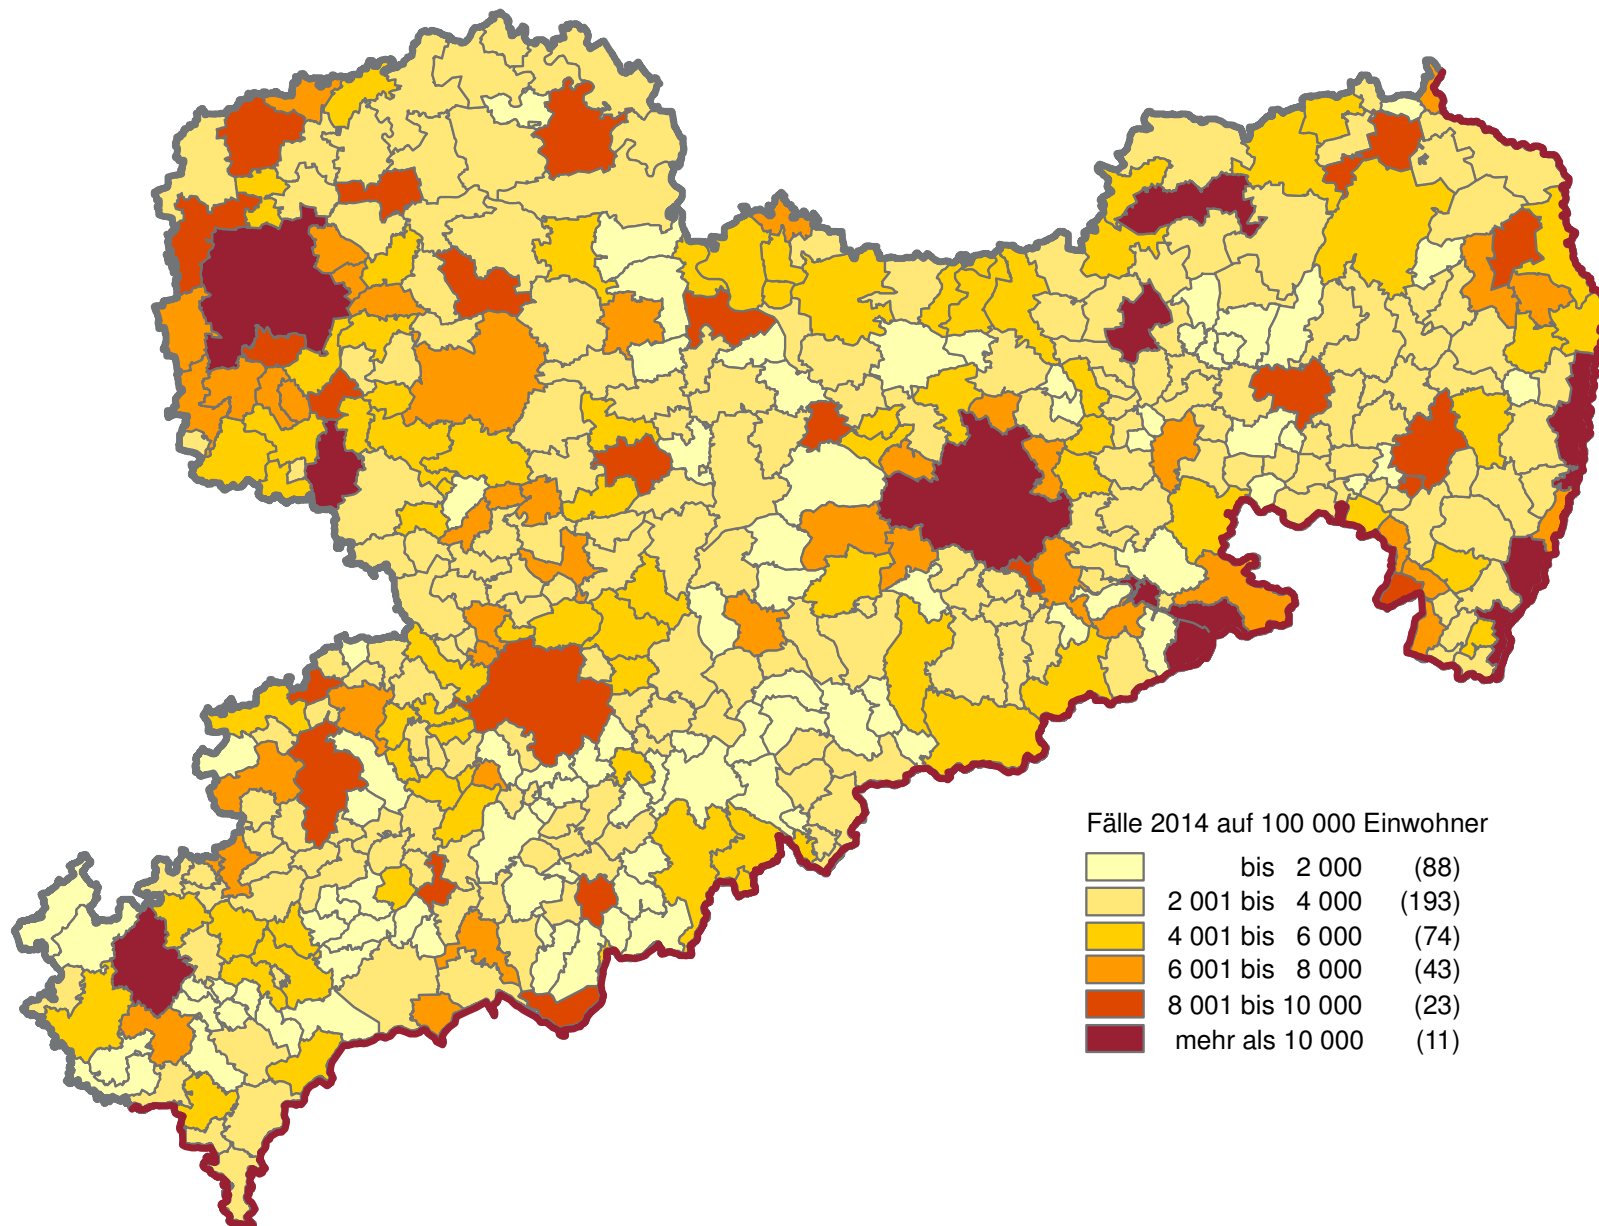 Fälle 2014 auf 100 000 Einwohner
bis 2 000 (88)
2 001 bis 4 000 (193)
4 001 bis 6 000 (74)
6 001 bis 8 000 (43)
8 001 bis 10 000 (23)
mehr als 10 000 (11)